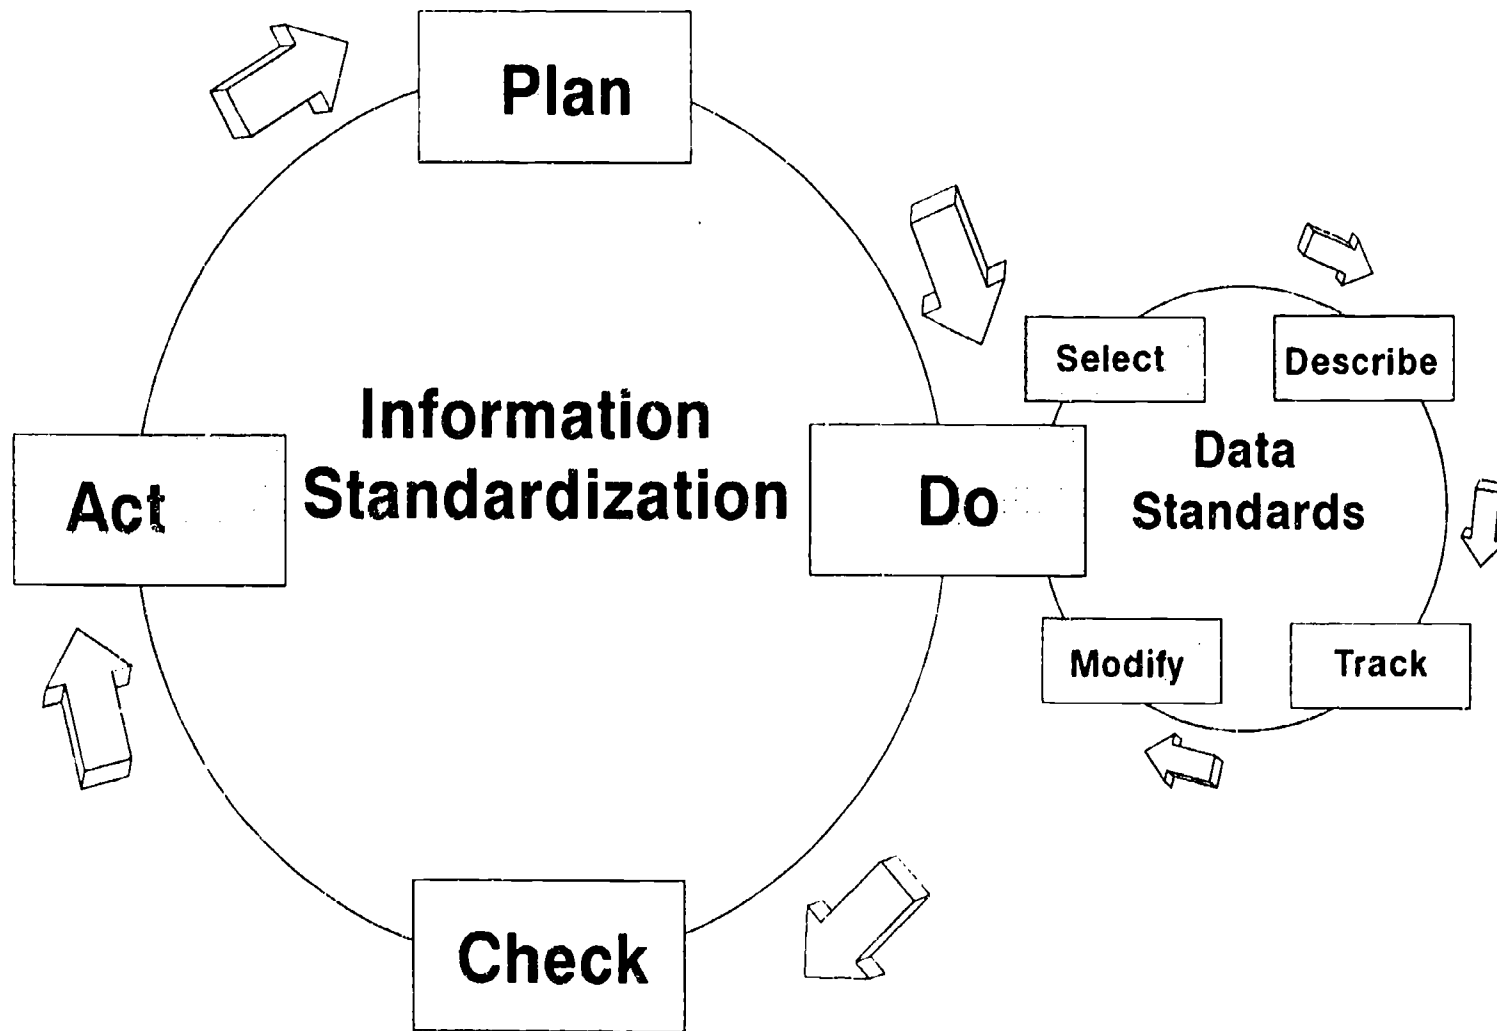 Plan
Select
Describe
Information
Standardization
Data
Standards
Act
Do
Modify
Track
Check